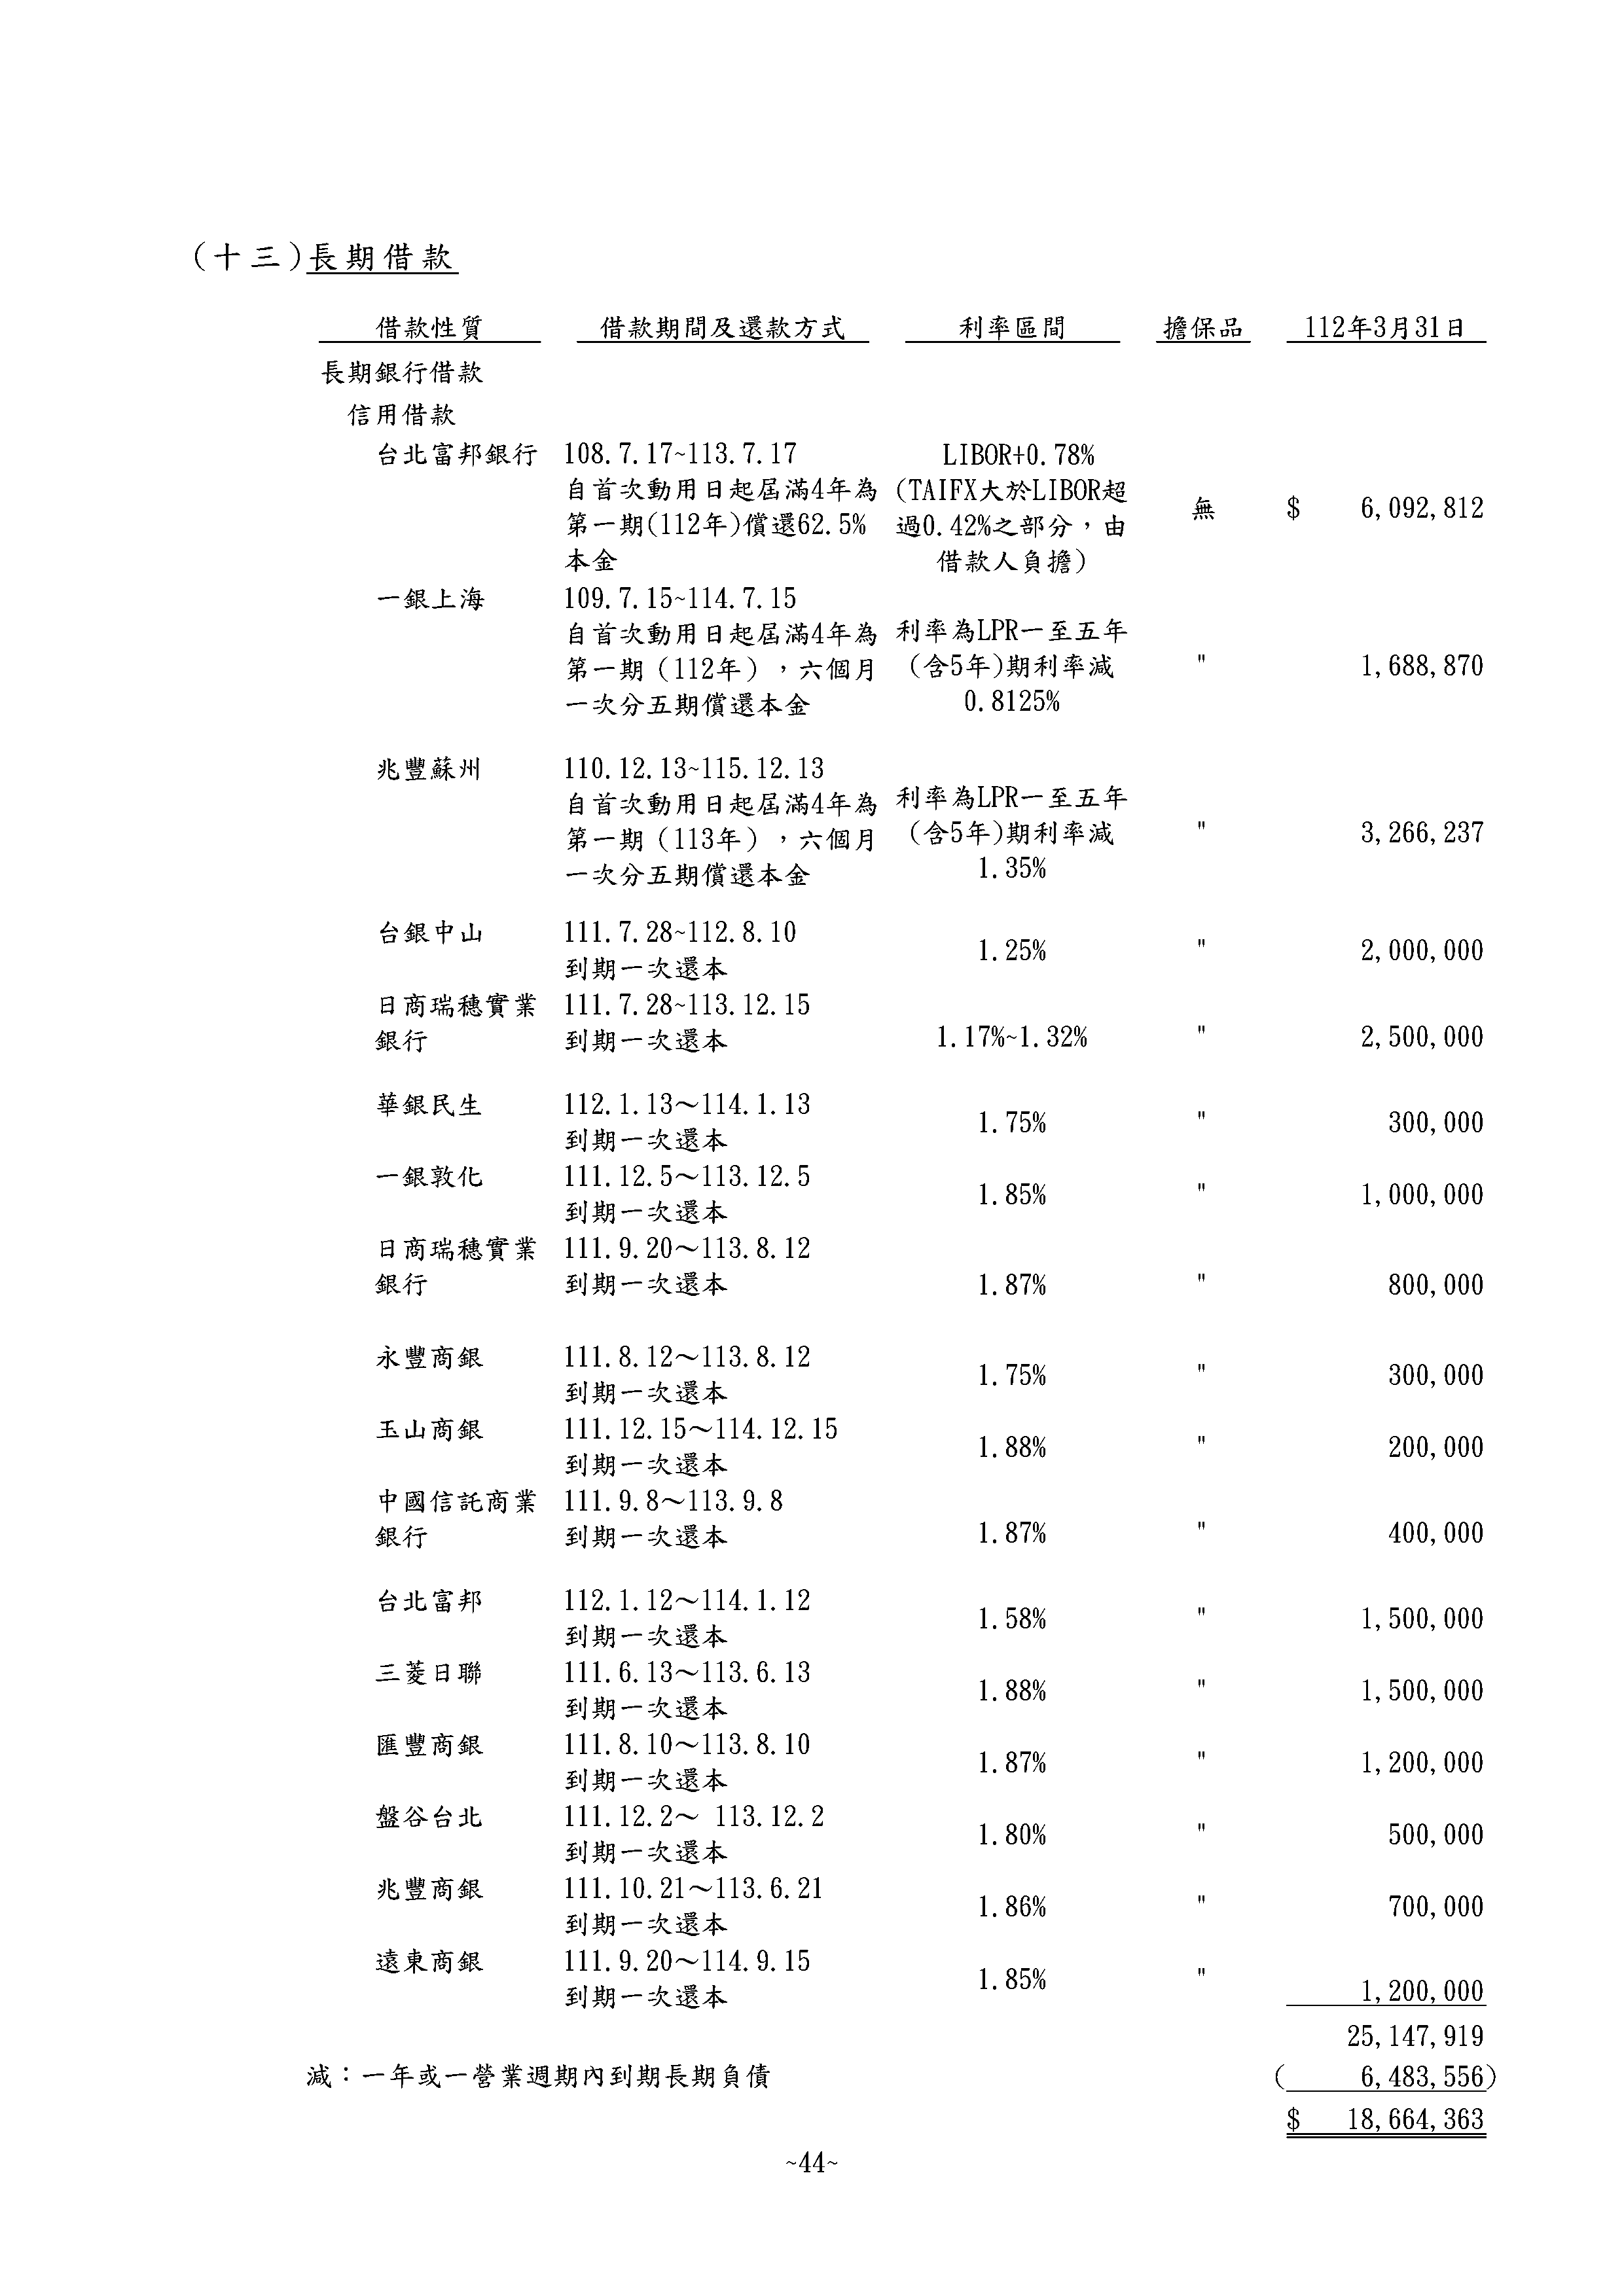 (十三)長期借款
借款性質 借款期間及還款方式 利率區間 擔保品 112年3月31日
長期銀行借款
信用借款
台北富邦銀行 108.7.17~113.7.17 LIBOR+0.78%
自首次動用日起屆滿4年為 (TAIFX大於LIBOR超
無 $ 6,092,812
第一期(112年)償還62.5% 過0.42%之部分，由
本金 借款人負擔)
一銀上海 109.7.15~114.7.15
自首次動用日起屆滿4年為 利率為LPR一至五年
第一期（112年），六個月 (含5年)期利率減 " 1,688,870
一次分五期償還本金 0.8125%
兆豐蘇州 110.12.13~115.12.13
自首次動用日起屆滿4年為 利率為LPR一至五年
第一期（113年），六個月 (含5年)期利率減 " 3,266,237
一次分五期償還本金 1.35%
台銀中山 111.7.28~112.8.10
1.25% " 2,000,000
到期一次還本
日商瑞穗實業 111.7.28~113.12.15
銀行 到期一次還本 1.17%~1.32% " 2,500,000
華銀民生 112.1.13～114.1.13
1.75% " 300,000
到期一次還本
一銀敦化 111.12.5～113.12.5
1.85% " 1,000,000
到期一次還本
日商瑞穗實業 111.9.20～113.8.12
銀行 到期一次還本 1.87% " 800,000
永豐商銀 111.8.12～113.8.12
1.75% " 300,000
到期一次還本
玉山商銀 111.12.15～114.12.15
1.88% " 200,000
到期一次還本
中國信託商業 111.9.8～113.9.8
銀行 到期一次還本 1.87% " 400,000
台北富邦 112.1.12～114.1.12
1.58% " 1,500,000
到期一次還本
三菱日聯 111.6.13～113.6.13
1.88% " 1,500,000
到期一次還本
匯豐商銀 111.8.10～113.8.10
1.87% " 1,200,000
到期一次還本
盤谷台北 111.12.2～ 113.12.2
1.80% " 500,000
到期一次還本
兆豐商銀 111.10.21～113.6.21
1.86% " 700,000
到期一次還本
遠東商銀 111.9.20～114.9.15
1.85% "
到期一次還本 1,200,000
25,147,919
減：一年或一營業週期內到期長期負債 ( 6,483,556)
$ 18,664,363
~44~